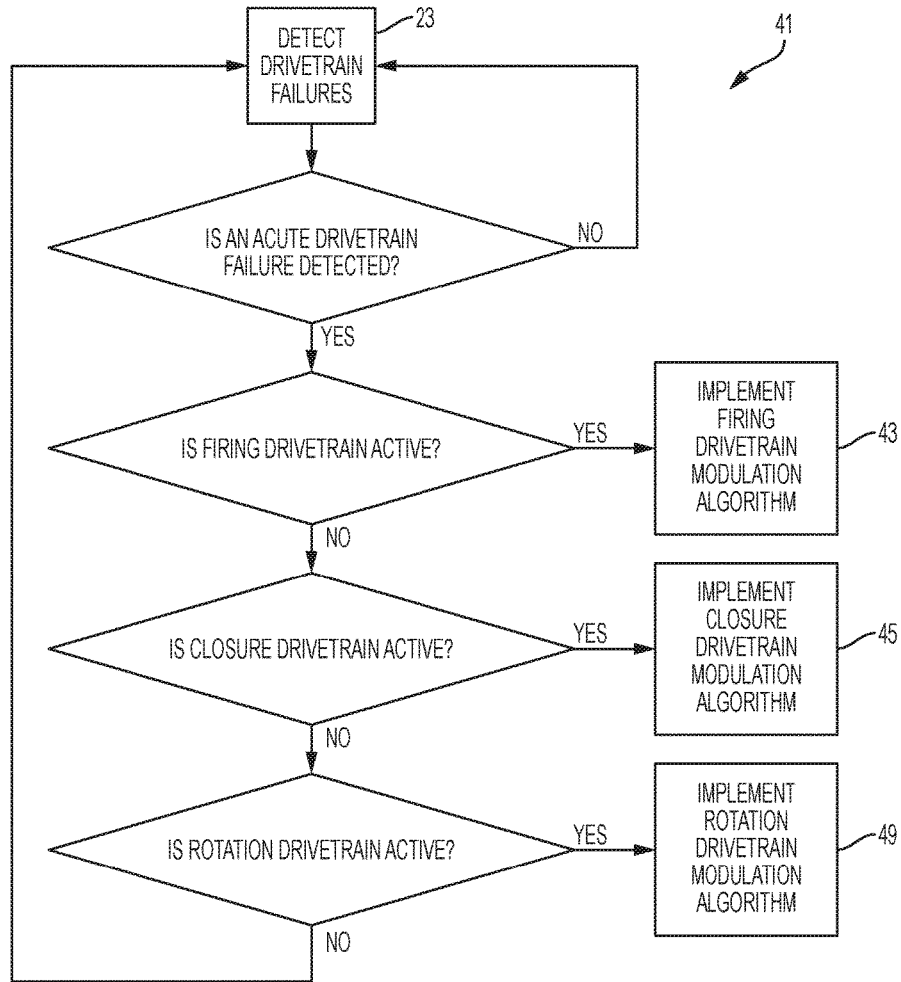 23
41
DETECT
DRIVETRAIN
FAILURES
IS AN ACUTE DRIVETRAIN
FAILURE DETECTED?
NO
YES
IS FIRING DRIVETRAIN ACTIVE?
YES
IMPLEMENT
FIRING
DRIVETRAIN
MODULATION
ALGORITHM
43
NO
IS CLOSURE DRIVETRAIN ACTIVE?
YES
IMPLEMENT
CLOSURE
DRIVETRAIN
MODULATION
ALGORITHM
45
NO
IS ROTATION DRIVETRAIN ACTIVE?
YES
IMPLEMENT
ROTATION
DRIVETRAIN
MODULATION
ALGORITHM
49
NO